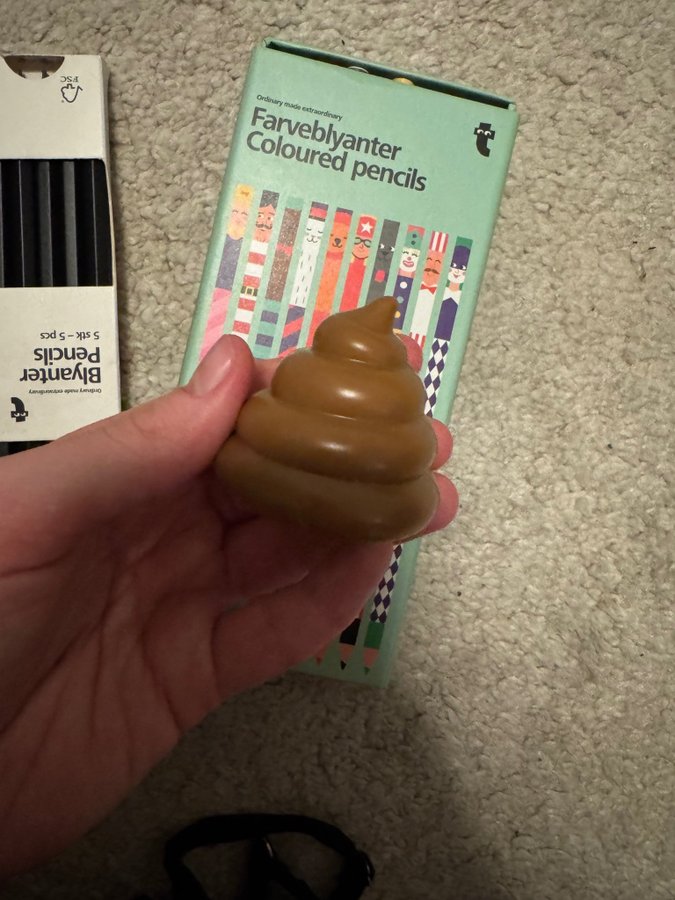 Ordinary made extraordinary
Farveblyanter
Coloured pencils
FSC
5 stk – 5 pcs
Pencils
Blyanter
Ordinary made extraordinary